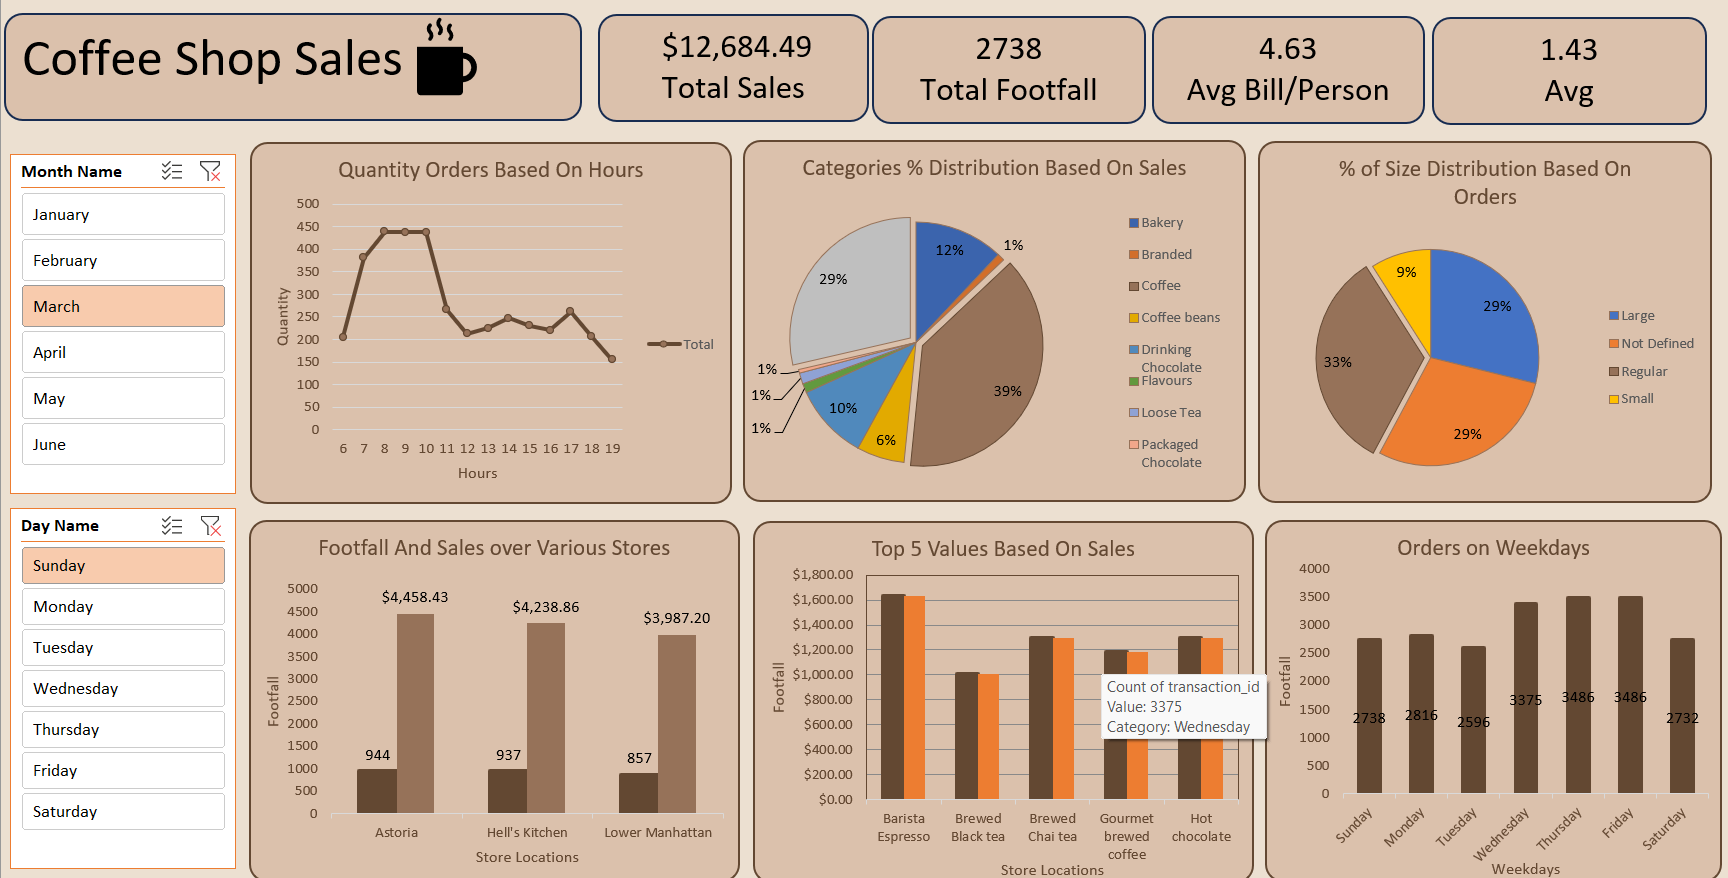 Coffee Shop Sales
$12,684.49
Total Sales
2738
Total Footfall
4.63
Avg Bill/Person
1.43
Avg
Month Name
January
February
March
April
May
June
Day Name
Sunday
Monday
Tuesday
Wednesday
Thursday
Friday
Saturday
Quantity Orders Based On Hours
500
450
400
350
300
250
200
150
100
50
0
Quantity
6 7 8 9 10 11 12 13 14 15 16 17 18 19
Hours
Total
Categories % Distribution Based On Sales
12%
1%
39%
6%
10%
1%
1%
1%
29%
Bakery
Branded
Coffee
Coffee beans
Drinking
Chocolate
Flavours
Loose Tea
Packaged
Chocolate
% of Size Distribution Based On
Orders
29%
29%
33%
9%
Large
Not Defined
Regular
Small
Footfall And Sales over Various Stores
5000
4500
4000
3500
3000
2500
2000
1500
1000
500
0
Footfall
944
$4,458.43
937
$4,238.86
857
$3,987.20
Astoria
Hell's Kitchen
Lower Manhattan
Store Locations
Top 5 Values Based On Sales
$1,800.00
$1,600.00
$1,400.00
$1,200.00
$1,000.00
$800.00
$600.00
$400.00
$200.00
$0.00
Footfall
Barista
Espresso
Brewed
Black tea
Brewed
Chai tea
Gourmet
brewed
coffee
Hot
chocolate
Store Locations
Count of transaction_id
Value: 3375
Category: Wednesday
Orders on Weekdays
4000
3500
3000
2500
2000
1500
1000
500
0
Footfall
2738
2816
2596
3375
3486
3486
2732
Sunday
Monday
Tuesday
Wednesday
Thursday
Friday
Saturday
Weekdays